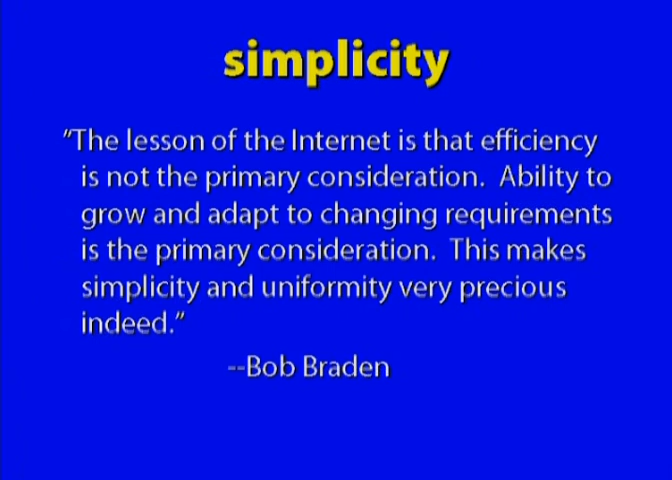 simplicity
"The lesson of the Internet is that efficiency
is not the primary consideration.  Ability to
grow and adapt to changing requirements
is the primary consideration.  This makes
simplicity and uniformity very precious
indeed."
--Bob Braden